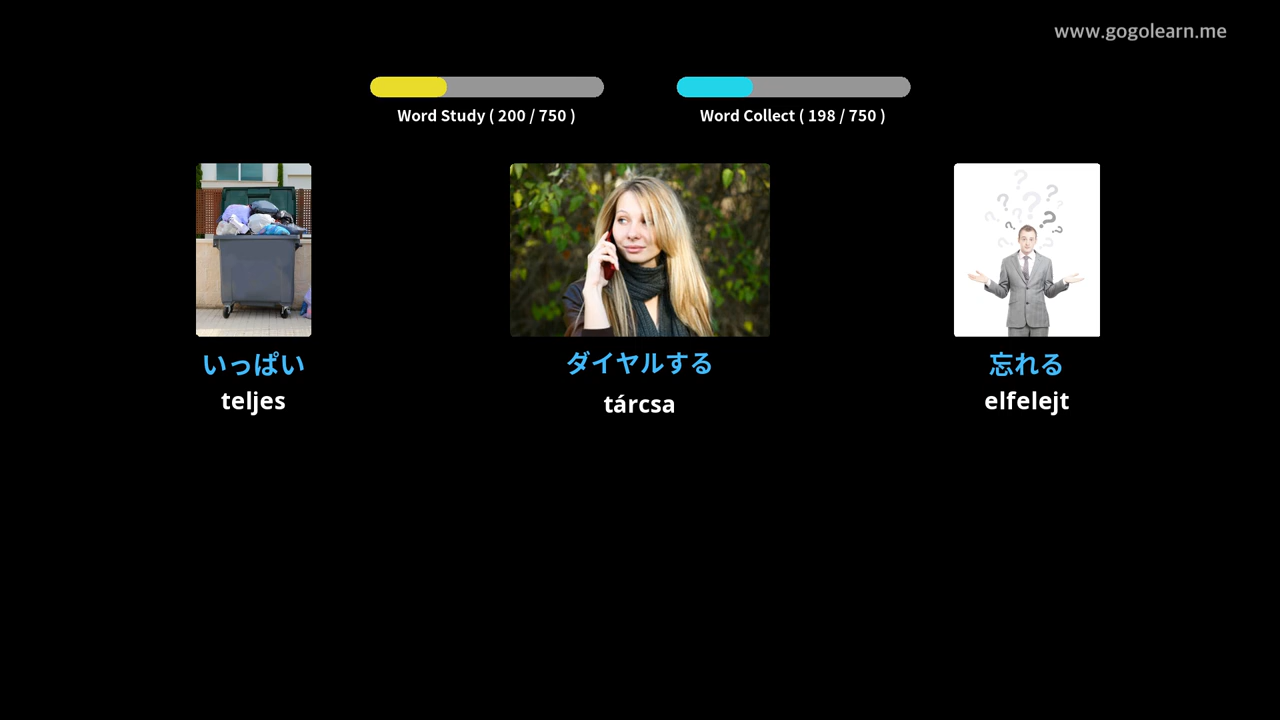 www.gogolearn.me
Word Study ( 200 / 750 )
Word Collect ( 198 / 750 )
いっぱい
teljes
ダイヤルする
tárcsa
忘れる
elfelejt